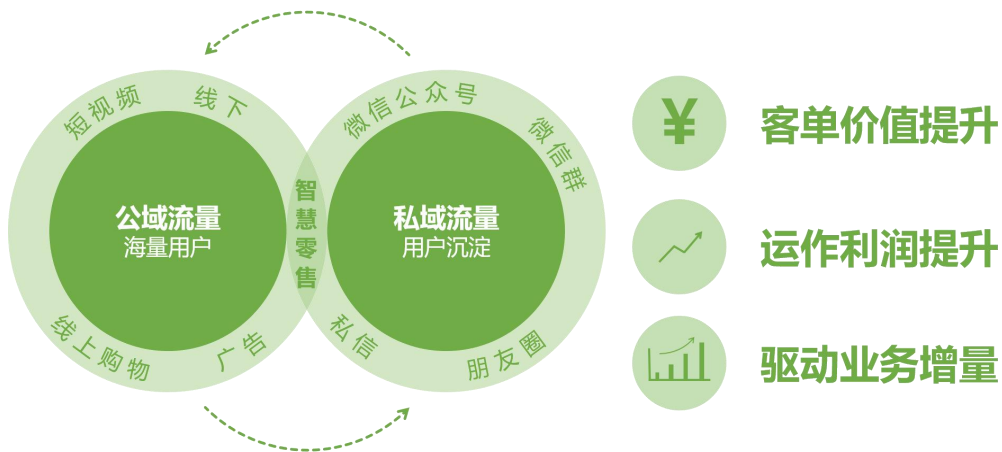 短视频
线下
公域流量
海量用户
线上购物
广告
智慧零售
微信公众号
微信群
私域流量
用户沉淀
私信
朋友圈
¥
客单价值提升
运作利润提升
驱动业务增量